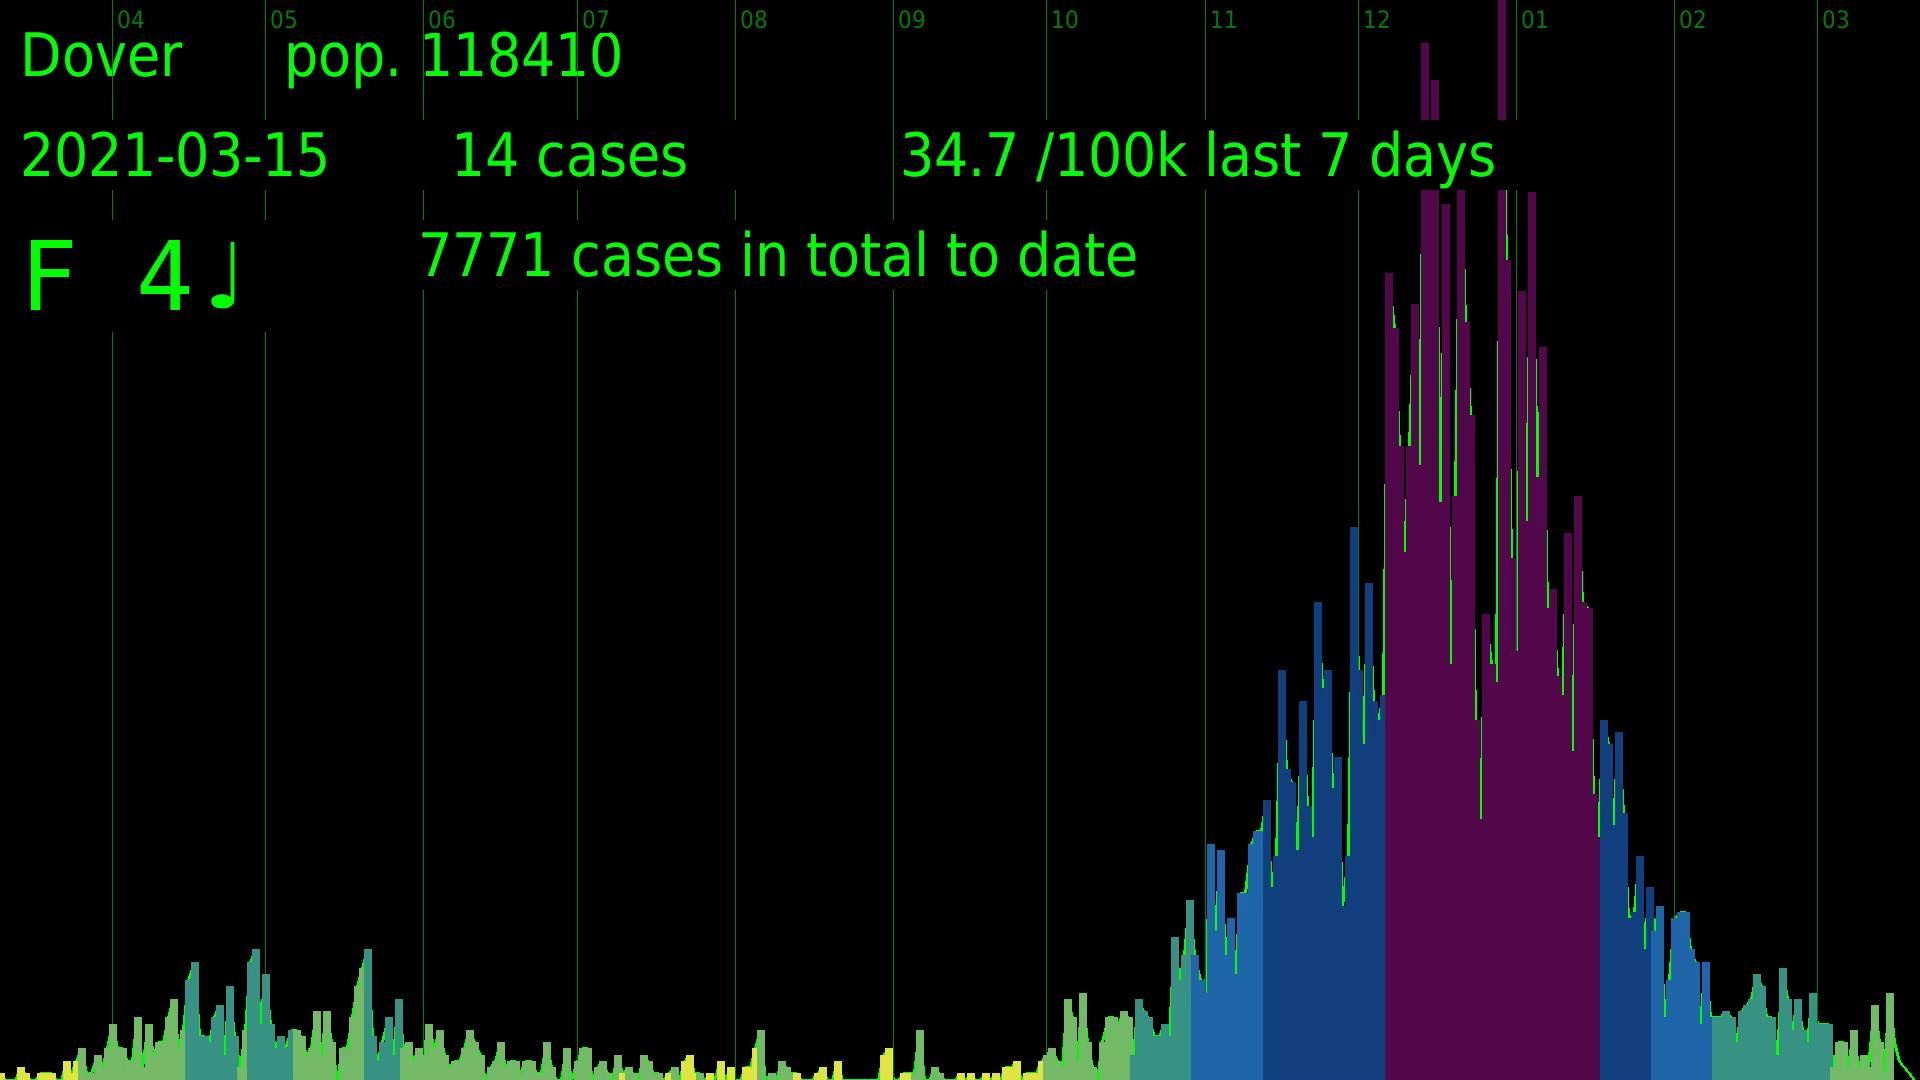 04 05 06 07 08 09 10 11 12 01 02 03
Dover pop. 118410
2021-03-15 14 cases 34.7 /100k last 7 days
7771 cases in total to date
F 4♩